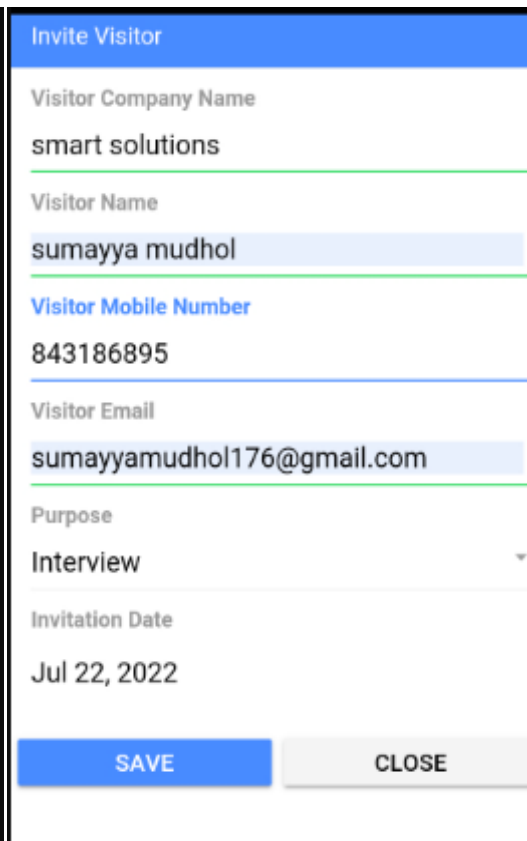 Invite Visitor
Visitor Company Name
smart solutions
Visitor Name
sumayya mudhol
Visitor Mobile Number
843186895
Visitor Email
sumayyamudhol176@gmail.com
Purpose
Interview
Invitation Date
Jul 22, 2022
SAVE CLOSE